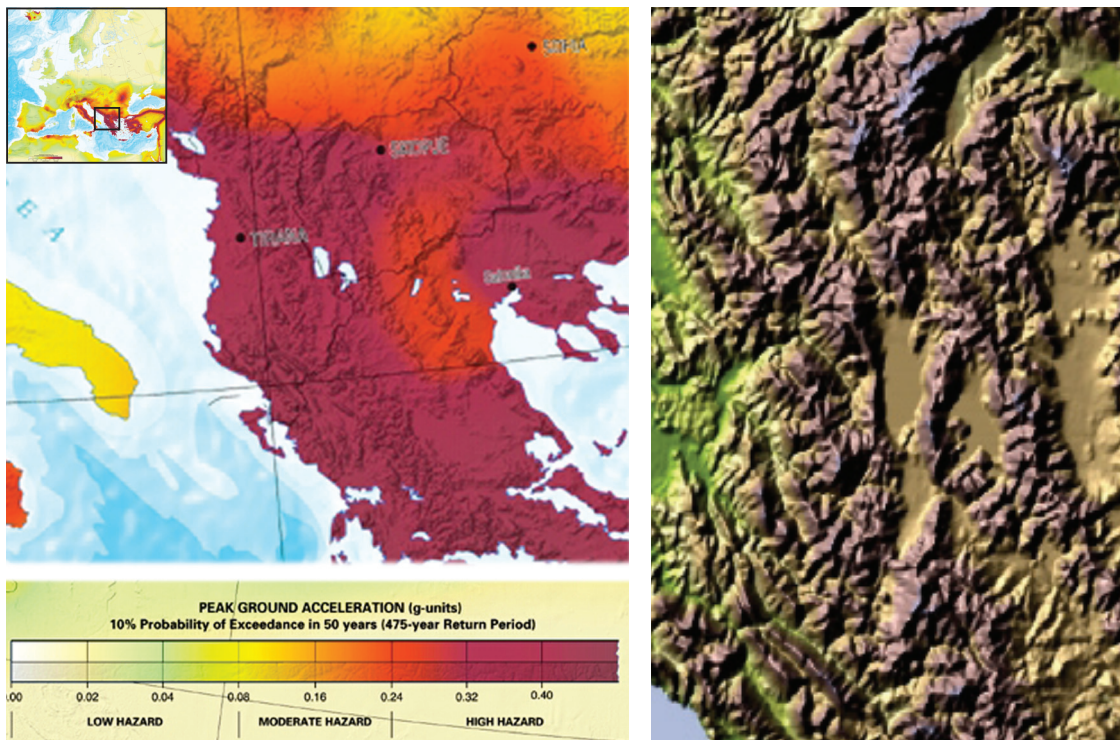 SOFIA
SKOPJE
TIRANA
Salonika
E
A
PEAK GROUND ACCELERATION (g-units)
10% Probability of Exceedance in 50 years (475-year Return Period)
0.00 0.02 0.04 0.08 0.16 0.24 0.32 0.40
LOW HAZARD MODERATE HAZARD HIGH HAZARD